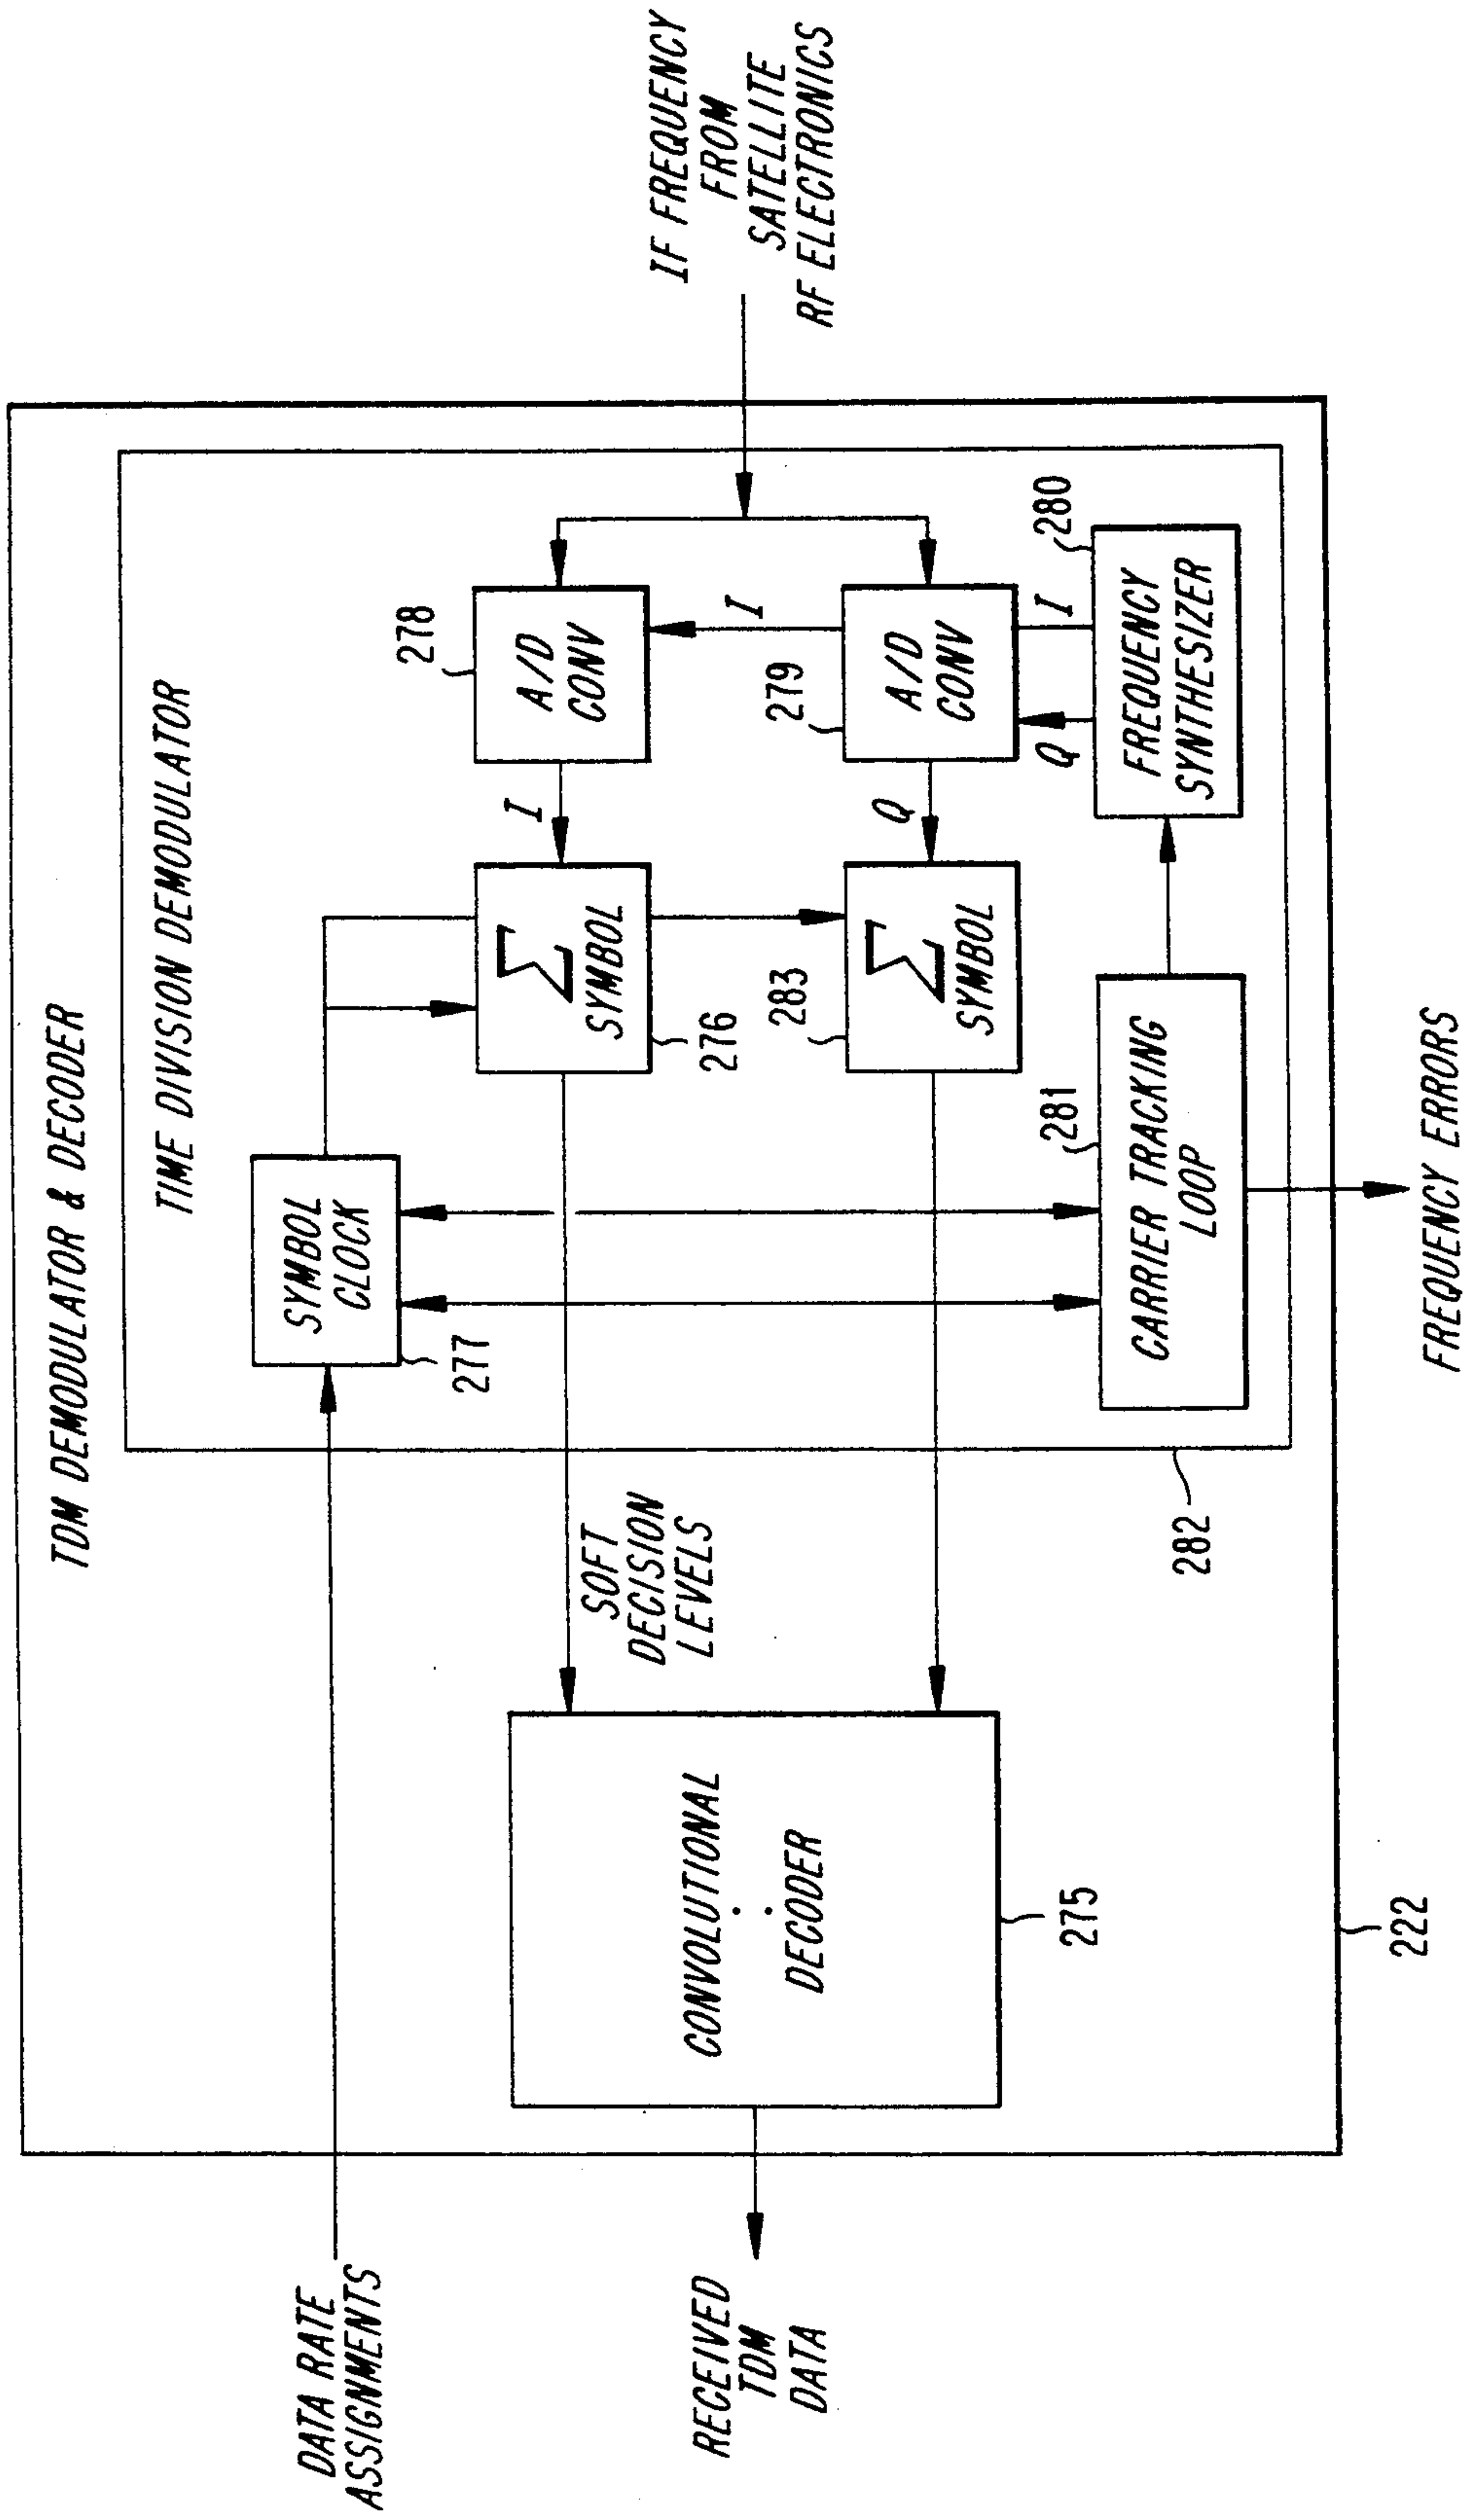 TDM DEMODULATOR & DECODER
TIME DIVISION DEMODULATOR
DATA RATE
ASSIGNMENTS
SYMBOL
CLOCK
277
278
A/D
CONV
I
Σ
SYMBOL
276
I
IF FREQUENCY
FROM
SATELLITE
RF ELECTRONICS
SOFT
DECISION
LEVELS
CONVOLUTIONAL
DECODER
275
RECEIVED
TDM
DATA
279
A/D
CONV
Q
283
Σ
SYMBOL
Q
I
280
FREQUENCY
SYNTHESIZER
281
CARRIER TRACKING
LOOP
282
222
FREQUENCY ERRORS